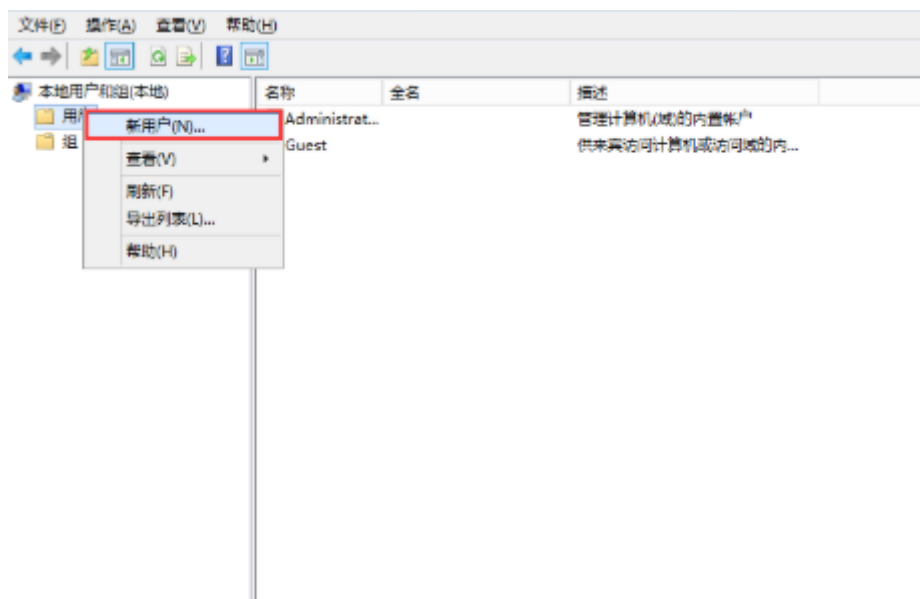 文件(F) 操作(A) 查看(V) 帮助(H)
本地用户和组(本地) 名称 全名 描述
用户 Administrat... 管理计算机(域)的内置帐户
组 Guest 供来宾访问计算机或访问域的内...
新用户(N)...
查看(V)
刷新(F)
导出列表(L)...
帮助(H)